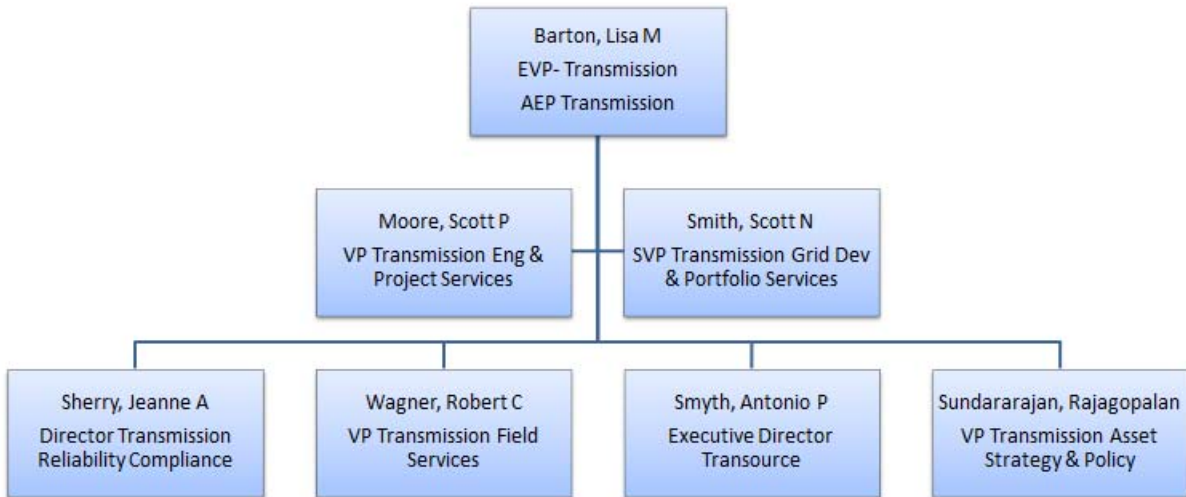 Barton, Lisa M
EVP- Transmission
AEP Transmission
Moore, Scott P
VP Transmission Eng &
Project Services
Smith, Scott N
SVP Transmission Grid Dev
& Portfolio Services
Sherry, Jeanne A
Director Transmission
Reliability Compliance
Wagner, Robert C
VP Transmission Field
Services
Smyth, Antonio P
Executive Director
Transource
Sundararajan, Rajagopalan
VP Transmission Asset
Strategy & Policy